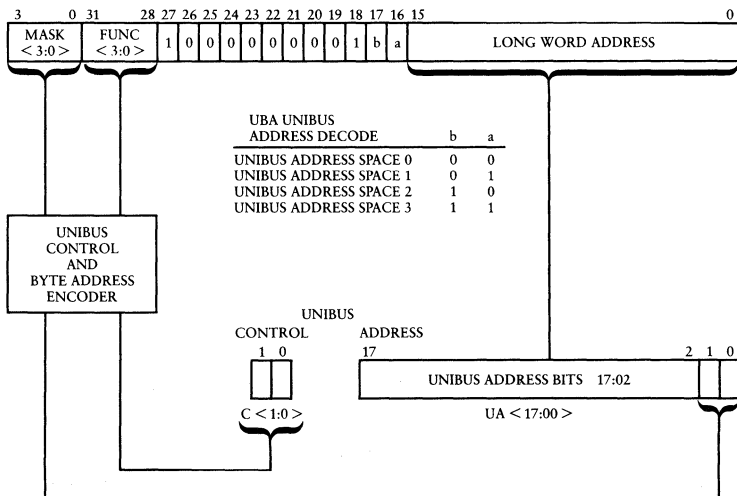 3 0 31 28 27 26 25 24 23 22 21 20 19 18 17 16 15 0
MASK FUNC 1 0 0 0 0 0 0 0 0 1 b a LONG WORD ADDRESS
< 3:0 > < 3:0 >
UBA UNIBUS
ADDRESS DECODE b a
UNIBUS ADDRESS SPACE 0 0 0
UNIBUS ADDRESS SPACE 1 0 1
UNIBUS ADDRESS SPACE 2 1 0
UNIBUS ADDRESS SPACE 3 1 1
UNIBUS
CONTROL
AND
BYTE ADDRESS
ENCODER
UNIBUS
CONTROL ADDRESS
1 0 17 2 1 0
UNIBUS ADDRESS BITS 17:02
C < 1:0 > UA < 17:00 >